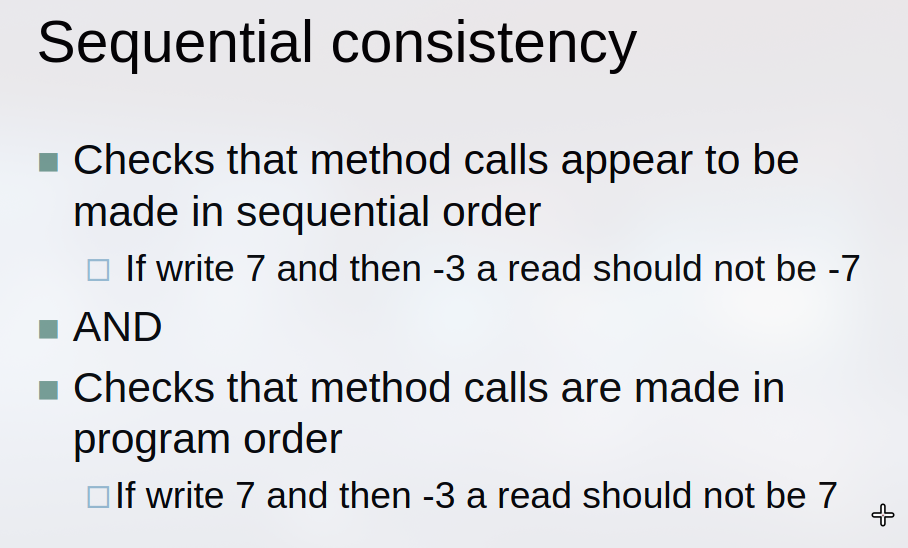 Sequential consistency
Checks that method calls appear to be
made in sequential order
If write 7 and then -3 a read should not be -7
AND
Checks that method calls are made in
program order
If write 7 and then -3 a read should not be 7